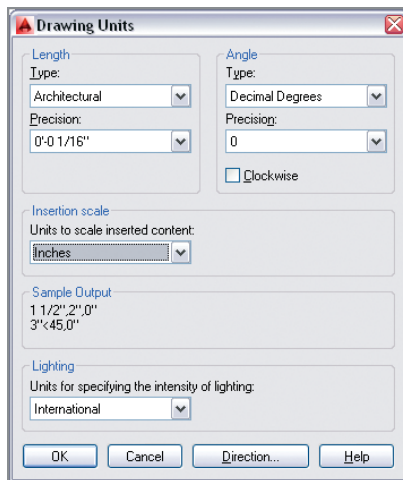 Drawing Units
Length
Type:
Architectural
Precision:
0'-0 1/16"
Angle
Type:
Decimal Degrees
Precision:
0
Clockwise
Insertion scale
Units to scale inserted content:
Inches
Sample Output
1 1/2",2",0"
3"<45,0"
Lighting
Units for specifying the intensity of lighting:
International
OK Cancel Direction... Help